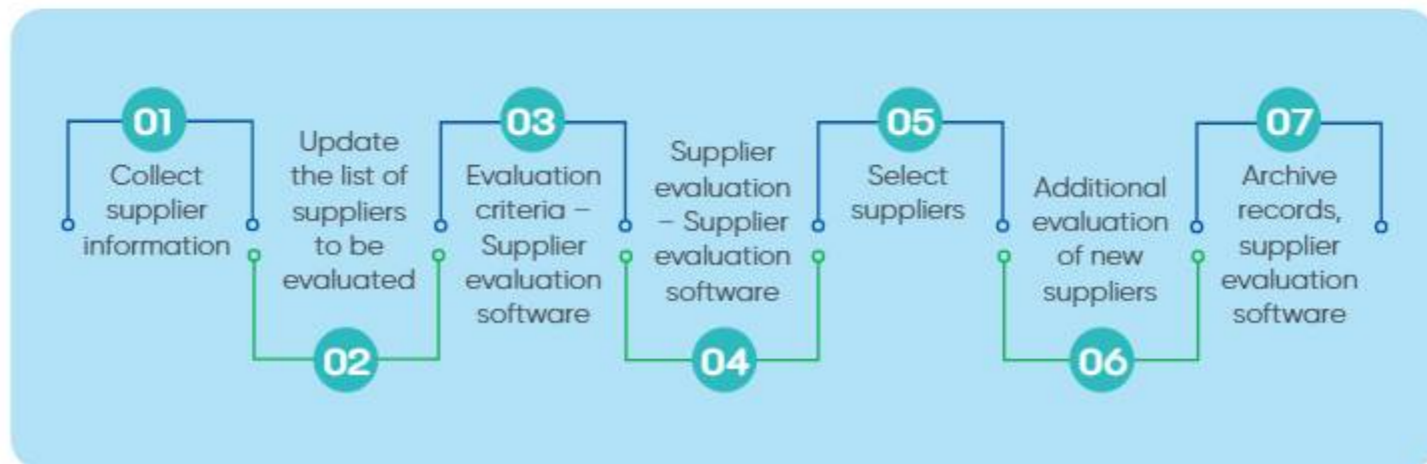 01
Collect
supplier
information
Update
the list of
suppliers
to be
evaluated
02
03
Evaluation
criteria –
Supplier
evaluation
software
Supplier
evaluation
– Supplier
evaluation
software
04
05
Select
suppliers
Additional
evaluation
of new
suppliers
06
07
Archive
records,
supplier
evaluation
software